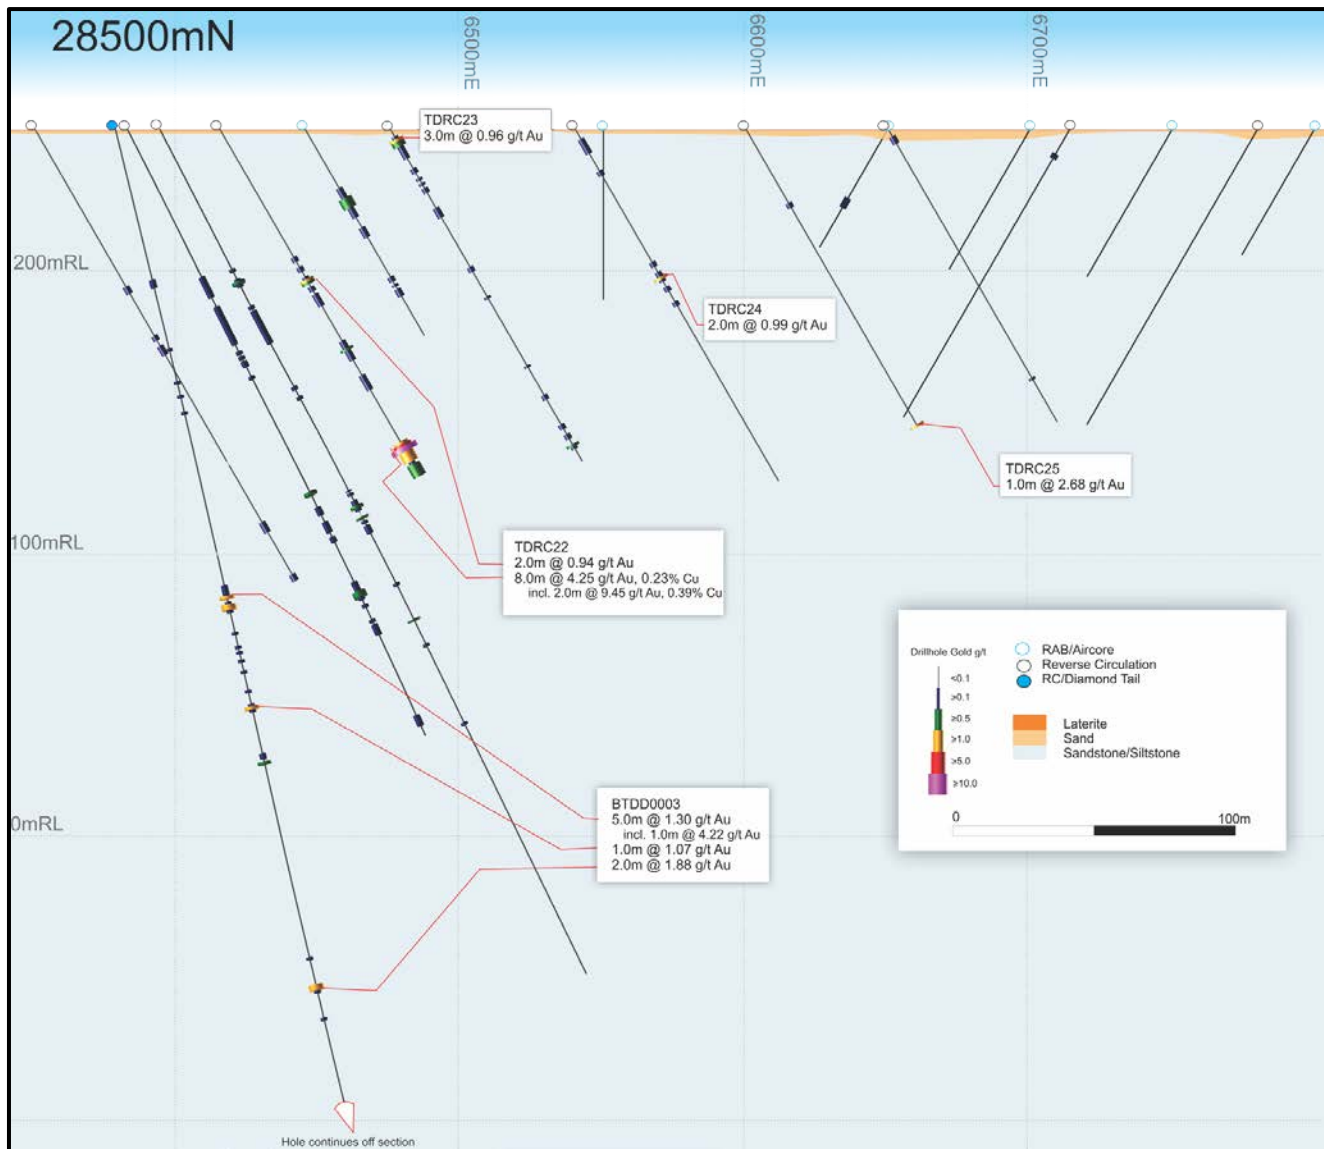 28500mN
6500mE
6600mE
6700mE
TDRC23
3.0m @ 0.96 g/t Au
200mRL
TDRC24
2.0m @ 0.99 g/t Au
TDRC25
1.0m @ 2.68 g/t Au
100mRL
TDRC22
2.0m @ 0.94 g/t Au
8.0m @ 4.25 g/t Au, 0.23% Cu
incl. 2.0m @ 9.45 g/t Au, 0.39% Cu
Drillhole Gold g/t
<0.1
>0.1
≥0.5
≥1.0
≥5.0
≥10.0
RAB/Aircore
Reverse Circulation
RC/Diamond Tail
Laterite
Sand
Sandstone/Siltstone
0 100m
0mRL
BTDD0003
5.0m @ 1.30 g/t Au
incl. 1.0m @ 4.22 g/t Au
1.0m @ 1.07 g/t Au
2.0m @ 1.88 g/t Au
Hole continues off section